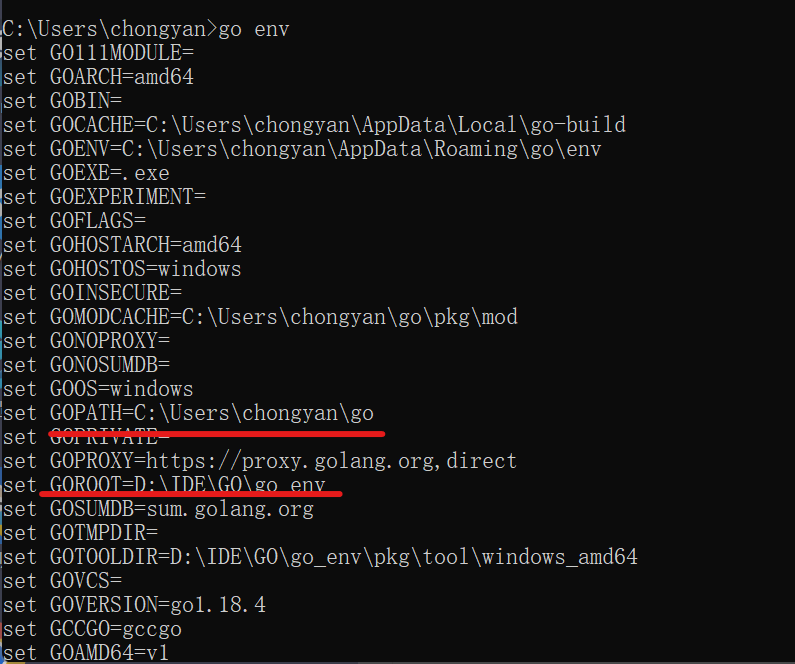 C:\Users\chongyan>go env
set GO111MODULE=
set GOARCH=amd64
set GOBIN=
set GOCACHE=C:\Users\chongyan\AppData\Local\go-build
set GOENV=C:\Users\chongyan\AppData\Roaming\go\env
set GOEXE=.exe
set GOEXPERIMENT=
set GOFLAGS=
set GOHOSTARCH=amd64
set GOHOSTOS=windows
set GOINSECURE=
set GOMODCACHE=C:\Users\chongyan\go\pkg\mod
set GONOPROXY=
set GONOSUMDB=
set GOOS=windows
set GOPATH=C:\Users\chongyan\go
set GOPRIVATE=
set GOPROXY=https://proxy.golang.org,direct
set GOROOT=D:\IDE\GO\go_env
set GOSUMDB=sum.golang.org
set GOTMPDIR=
set GOTOOLDIR=D:\IDE\GO\go_env\pkg\tool\windows_amd64
set GOVCS=
set GOVERSION=go1.18.4
set GCCGO=gccgo
set GOAMD64=v1